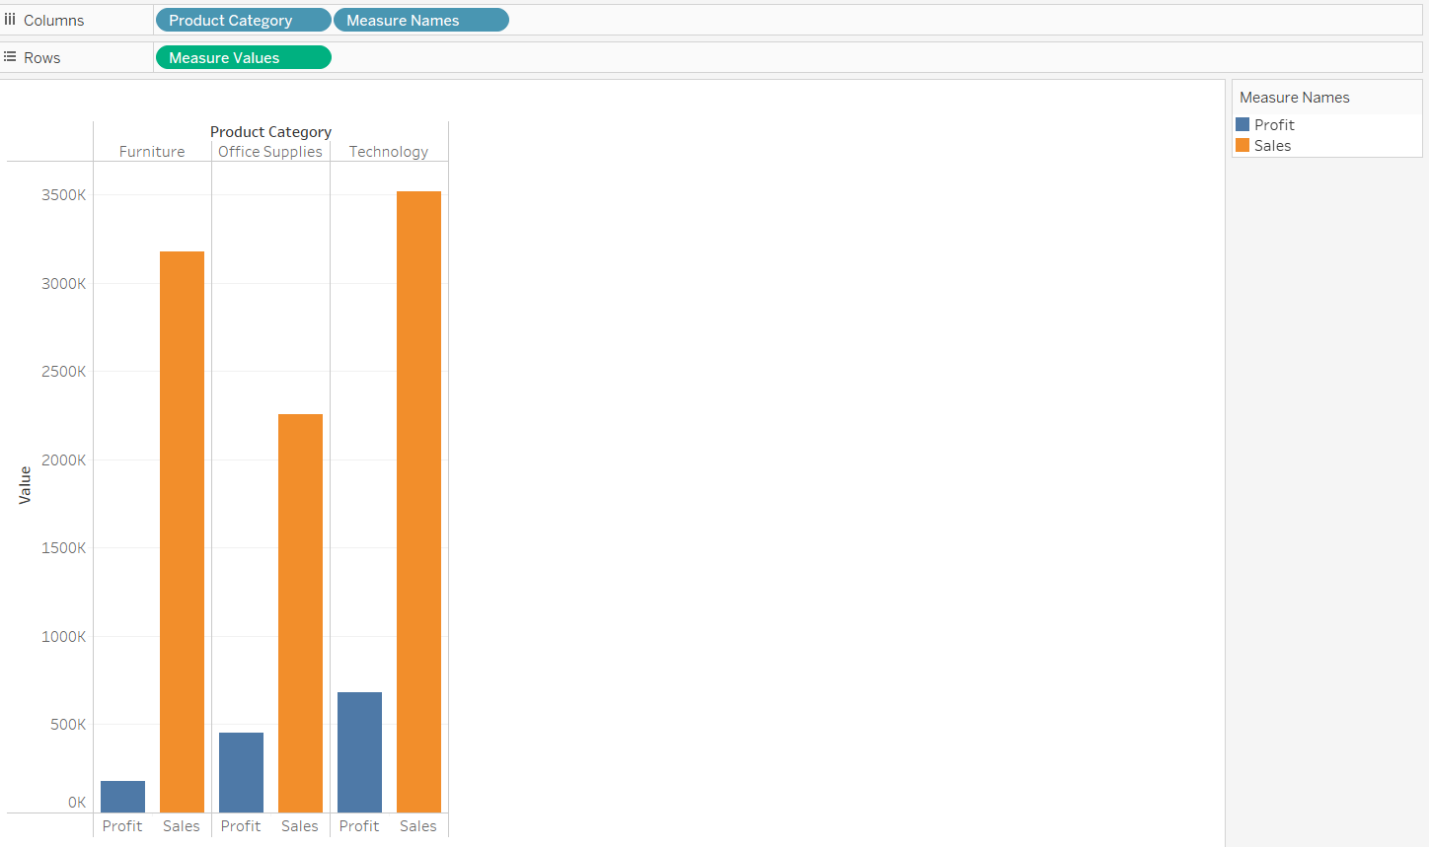 Columns
Product Category
Measure Names
Rows
Measure Values
Measure Names
Profit
Sales
Product Category
Furniture
Office Supplies
Technology
3500K
3000K
2500K
2000K
1500K
1000K
500K
0K
Value
Profit
Sales
Profit
Sales
Profit
Sales